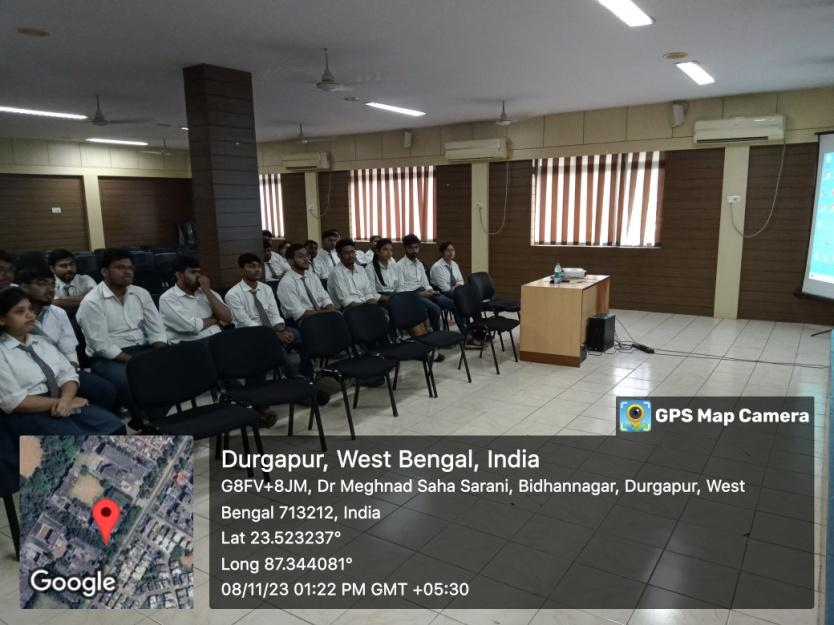 GPS Map Camera
Durgapur, West Bengal, India
G8FV+8JM, Dr Meghnad Saha Sarani, Bidhannagar, Durgapur, West
Bengal 713212, India
Lat 23.523237°
Long 87.344081°
08/11/23 01:22 PM GMT +05:30
Google